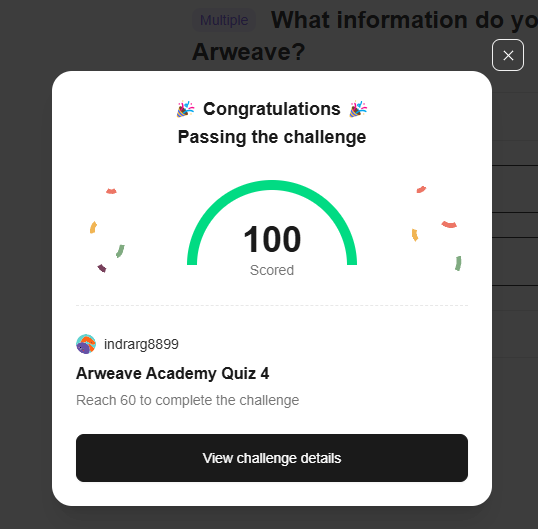 Multiple What information do yo
Arweave?
Congratulations
Passing the challenge
100
Scored
indrarg8899
Arweave Academy Quiz 4
Reach 60 to complete the challenge
View challenge details